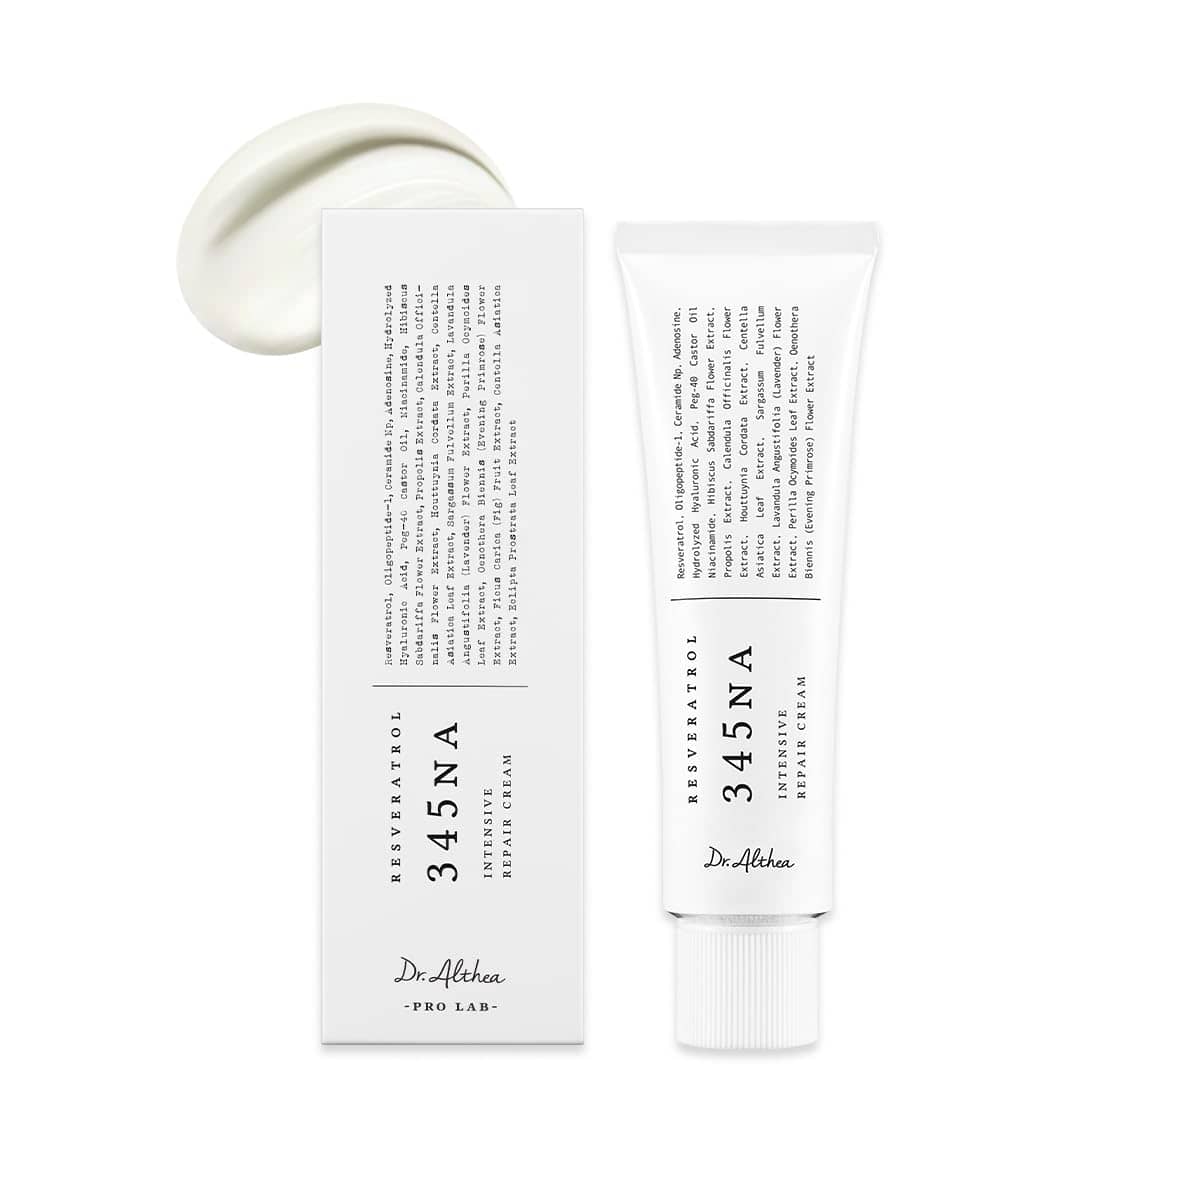 Resveratrol, Oligopeptide-1, Ceramide Np, Adenosine, Hydrolyzed
Hyaluronic Acid, Peg-40 Castor Oil, Niacinamide, Hibiscus
Sabdariffa Flower Extract, Propolis Extract, Calendula Offici-
nalis Flower Extract, Houttuynia Cordata Extract, Centella
Asiatica Leaf Extract, Sargassum Fulvellum Extract, Lavandula
Angustifolia (Lavender) Flower Extract, Perilla Ocymoides
Leaf Extract, Oenothera Biennis (Evening Primrose) Flower
Extract, Ficus Carica (Fig) Fruit Extract, Centella Asiatica
Extract, Eclipta Prostrata Leaf Extract
RESVERATROL
345NA
INTENSIVE
REPAIR CREAM
Dr.Althea
-PRO LAB-
Resveratrol, Oligopeptide-1, Ceramide Np, Adenosine,
Hydrolyzed Hyaluronic Acid, Peg-40 Castor Oil
Niacinamide, Hibiscus Sabdariffa Flower Extract,
Propolis Extract, Calendula Officinalis Flower
Extract, Houttuynia Cordata Extract, Centella
Asiatica Leaf Extract, Sargassum Fulvellum
Extract, Lavandula Angustifolia (Lavender) Flower
Extract, Perilla Ocymoides Leaf Extract, Oenothera
Biennis (Evening Primrose) Flower Extract
RESVERATROL
345NA
INTENSIVE
REPAIR CREAM
Dr.Althea